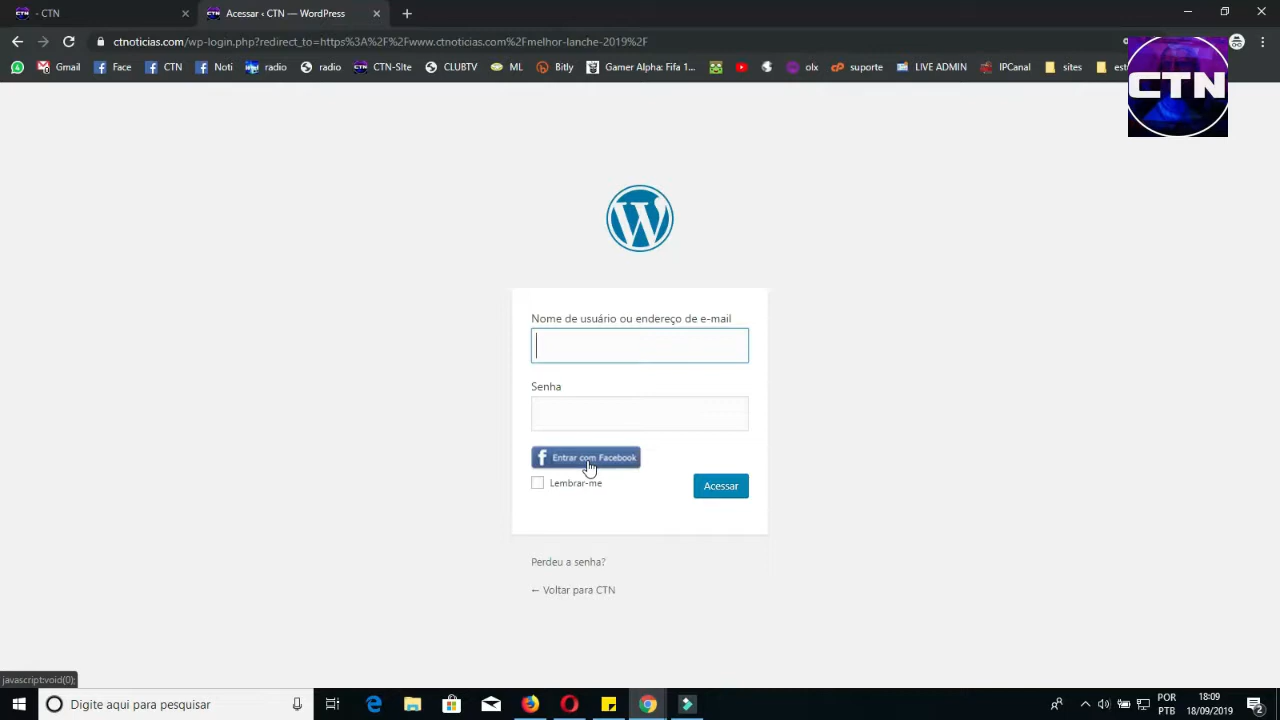 - CTN
Acessar ‹ CTN — WordPress
ctnoticias.com/wp-login.php?redirect_to=https%3A%2F%2Fwww.ctnoticias.com%2Fmelhor-lanche-2019%2F
Gmail Face CTN Noti radio radio CTN-Site CLUBTV ML Bitly Gamer Alpha: Fifa 1... olx suporte LIVE ADMIN IPCanal sites est
CTN
Nome de usuário ou endereço de e-mail
Senha
Entrar com Facebook
Lembrar-me
Acessar
Perdeu a senha?
← Voltar para CTN
javascript:void(0);
Digite aqui para pesquisar
POR
PTB
18:09
18/09/2019
2